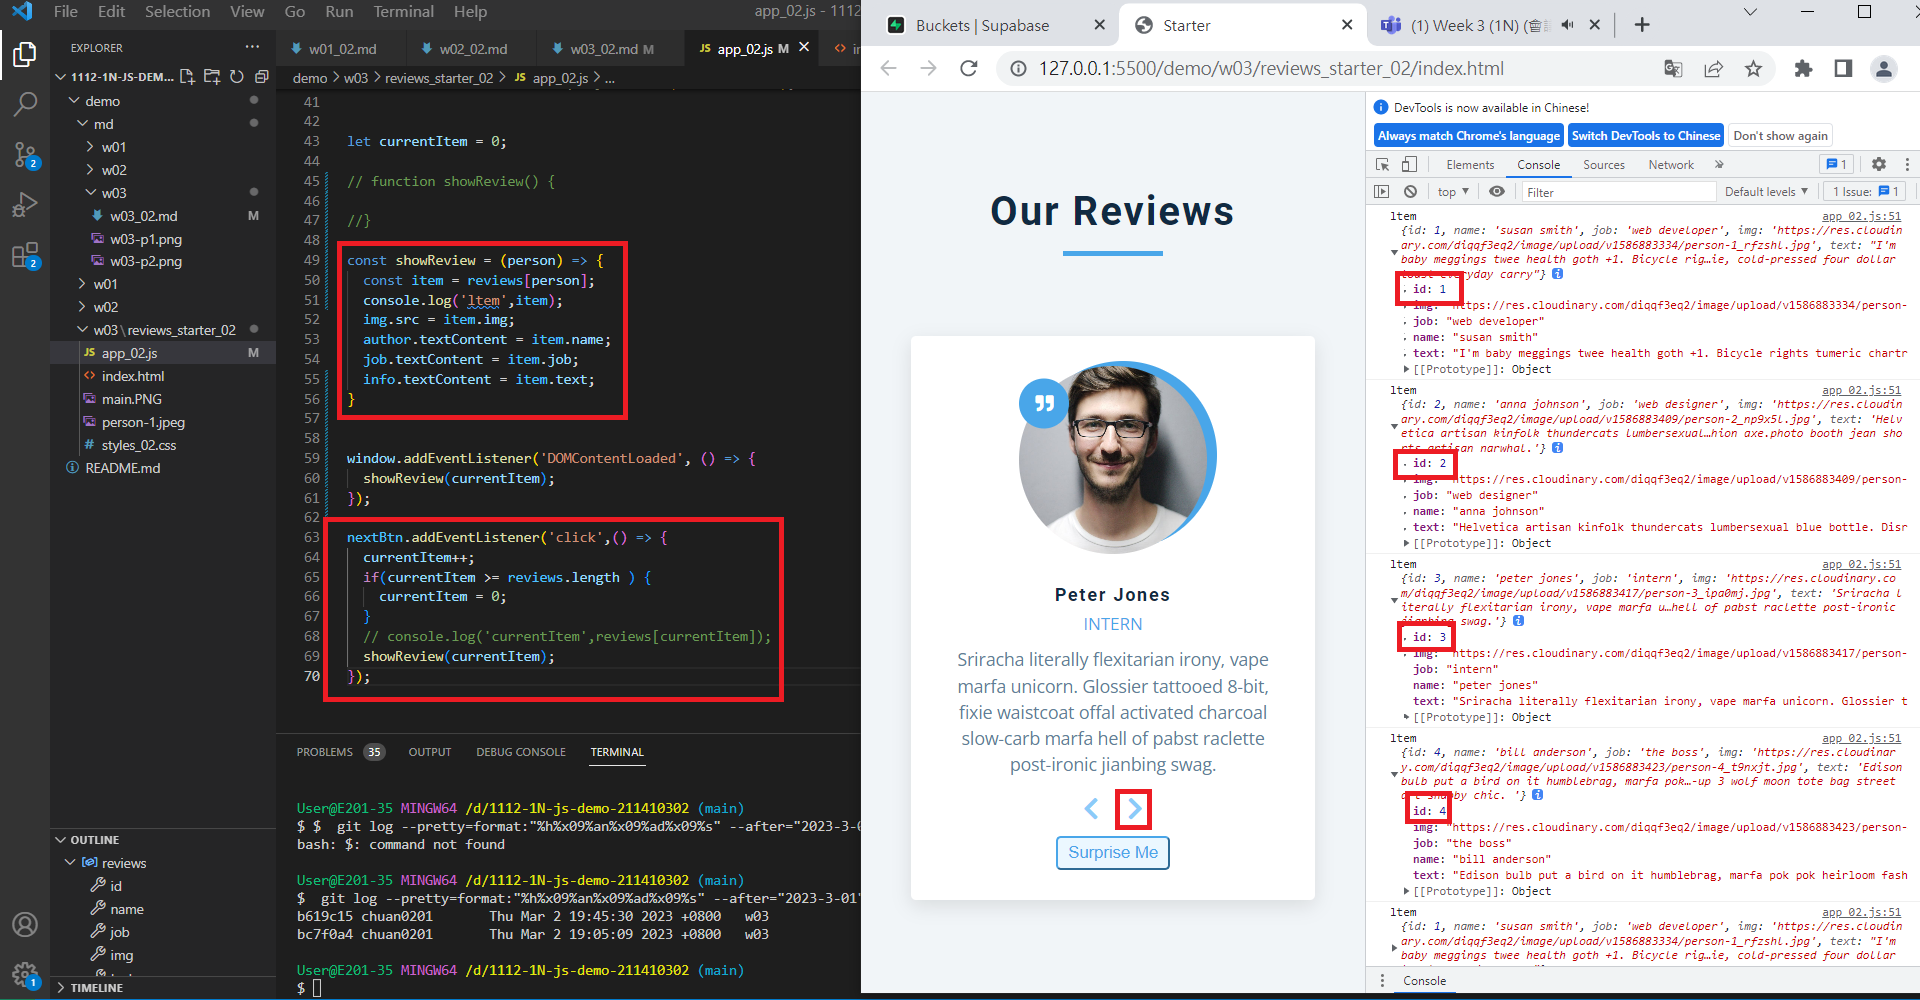 File Edit Selection View Go Run Terminal Help
app_02.js - 1112
EXPLORER
1112-1N-JS-DEM...
demo
md
w01
w02
w03
w03_02.md M
w03-p1.png
w03-p2.png
w01
w02
w03\reviews_starter_02
JS app_02.js M
index.html
main.PNG
person-1.jpeg
# styles_02.css
README.md
OUTLINE
reviews
id
name
job
img
TIMELINE
2
2
1
w01_02.md w02_02.md w03_02.md M JS app_02.js M
demo > w03 > reviews_starter_02 > JS app_02.js > ...
41
42
43 let currentItem = 0;
44
45 // function showReview() {
46
47 //}
48
49 const showReview = (person) => {
50 const item = reviews[person];
51 console.log('ltem',item);
52 img.src = item.img;
53 author.textContent = item.name;
54 job.textContent = item.job;
55 info.textContent = item.text;
56 }
57
58
59 window.addEventListener('DOMContentLoaded', () => {
60 showReview(currentItem);
61 });
62
63 nextBtn.addEventListener('click',() => {
64 currentItem++;
65 if(currentItem >= reviews.length ) {
66 currentItem = 0;
67 }
68 // console.log('currentItem',reviews[currentItem]);
69 showReview(currentItem);
70 });
PROBLEMS 35 OUTPUT DEBUG CONSOLE TERMINAL
User@E201-35 MINGW64 /d/1112-1N-js-demo-211410302 (main)
$ $ git log --pretty=format:"%h%x09%an%x09%ad%x09%s" --after="2023-3-0
bash: $: command not found
User@E201-35 MINGW64 /d/1112-1N-js-demo-211410302 (main)
$ git log --pretty=format:"%h%x09%an%x09%ad%x09%s" --after="2023-3-01"
b619c15 chuan0201 Thu Mar 2 19:45:30 2023 +0800 w03
bc7f0a4 chuan0201 Thu Mar 2 19:05:09 2023 +0800 w03
User@E201-35 MINGW64 /d/1112-1N-js-demo-211410302 (main)
$
Buckets | Supabase
Starter
(1) Week 3 (1N) (會
127.0.0.1:5500/demo/w03/reviews_starter_02/index.html
Our Reviews
Peter Jones
INTERN
Sriracha literally flexitarian irony, vape
marfa unicorn. Glossier tattooed 8-bit,
fixie waistcoat offal activated charcoal
slow-carb marfa hell of pabst raclette
post-ironic jianbing swag.
Surprise Me
DevTools is now available in Chinese!
Always match Chrome's language Switch DevTools to Chinese Don't show again
Elements Console Sources Network » 1
top Filter Default levels 1 Issue: 1
ltem app_02.js:51
{id: 1, name: 'susan smith', job: 'web developer', img: 'https://res.cloudin
ary.com/diqqf3eq2/image/upload/v1586883334/person-1_rfzshl.jpg', text: "I'm
baby meggings twee health goth +1. Bicycle rig…ie, cold-pressed four dollar
toast everyday carry"}
id: 1
img: "https://res.cloudinary.com/diqqf3eq2/image/upload/v1586883334/person-
job: "web developer"
name: "susan smith"
text: "I'm baby meggings twee health goth +1. Bicycle rights tumeric chartr
[[Prototype]]: Object
ltem app_02.js:51
{id: 2, name: 'anna johnson', job: 'web designer', img: 'https://res.cloudin
ary.com/diqqf3eq2/image/upload/v1586883409/person-2_np9x5l.jpg', text: 'Helv
etica artisan kinfolk thundercats lumbersexual…hion axe.photo booth jean sho
rts artisan narwhal.'}
id: 2
img: "https://res.cloudinary.com/diqqf3eq2/image/upload/v1586883409/person-
job: "web designer"
name: "anna johnson"
text: "Helvetica artisan kinfolk thundercats lumbersexual blue bottle. Disr
[[Prototype]]: Object
ltem app_02.js:51
{id: 3, name: 'peter jones', job: 'intern', img: 'https://res.cloudinary.co
m/diqqf3eq2/image/upload/v1586883417/person-3_ipa0mj.jpg', text: 'Sriracha l
iterally flexitarian irony, vape marfa u…hell of pabst raclette post-ironic
jianbing swag.'}
id: 3
img: "https://res.cloudinary.com/diqqf3eq2/image/upload/v1586883417/person-
job: "intern"
name: "peter jones"
text: "Sriracha literally flexitarian irony, vape marfa unicorn. Glossier t
[[Prototype]]: Object
ltem app_02.js:51
{id: 4, name: 'bill anderson', job: 'the boss', img: 'https://res.cloudinar
y.com/diqqf3eq2/image/upload/v1586883423/person-4_t9nxjt.jpg', text: 'Edison
bulb put a bird on it humblebrag, marfa pok…-up 3 wolf moon tote bag street
art shabby chic. '}
id: 4
img: "https://res.cloudinary.com/diqqf3eq2/image/upload/v1586883423/person-
job: "the boss"
name: "bill anderson"
text: "Edison bulb put a bird on it humblebrag, marfa pok pok heirloom fash
[[Prototype]]: Object
ltem app_02.js:51
{id: 1, name: 'susan smith', job: 'web developer', img: 'https://res.cloudin
ary.com/diqqf3eq2/image/upload/v1586883334/person-1_rfzshl.jpg', text: "I'm
baby meggings twee health goth +1. Bicycle rig…ie, cold-pressed four dollar
Console